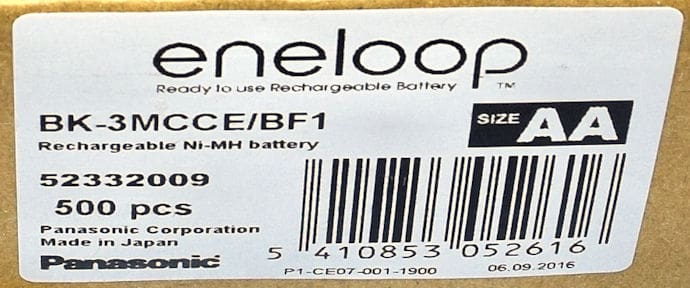 eneloop
Ready to use Rechargeable Battery ™
BK-3MCCE/BF1
SIZE AA
Rechargeable Ni-MH battery
52332009
500 pcs
Panasonic Corporation
Made in Japan
Panasonic
5 410853 052616
P1-CE07-001-1900 06.09.2016